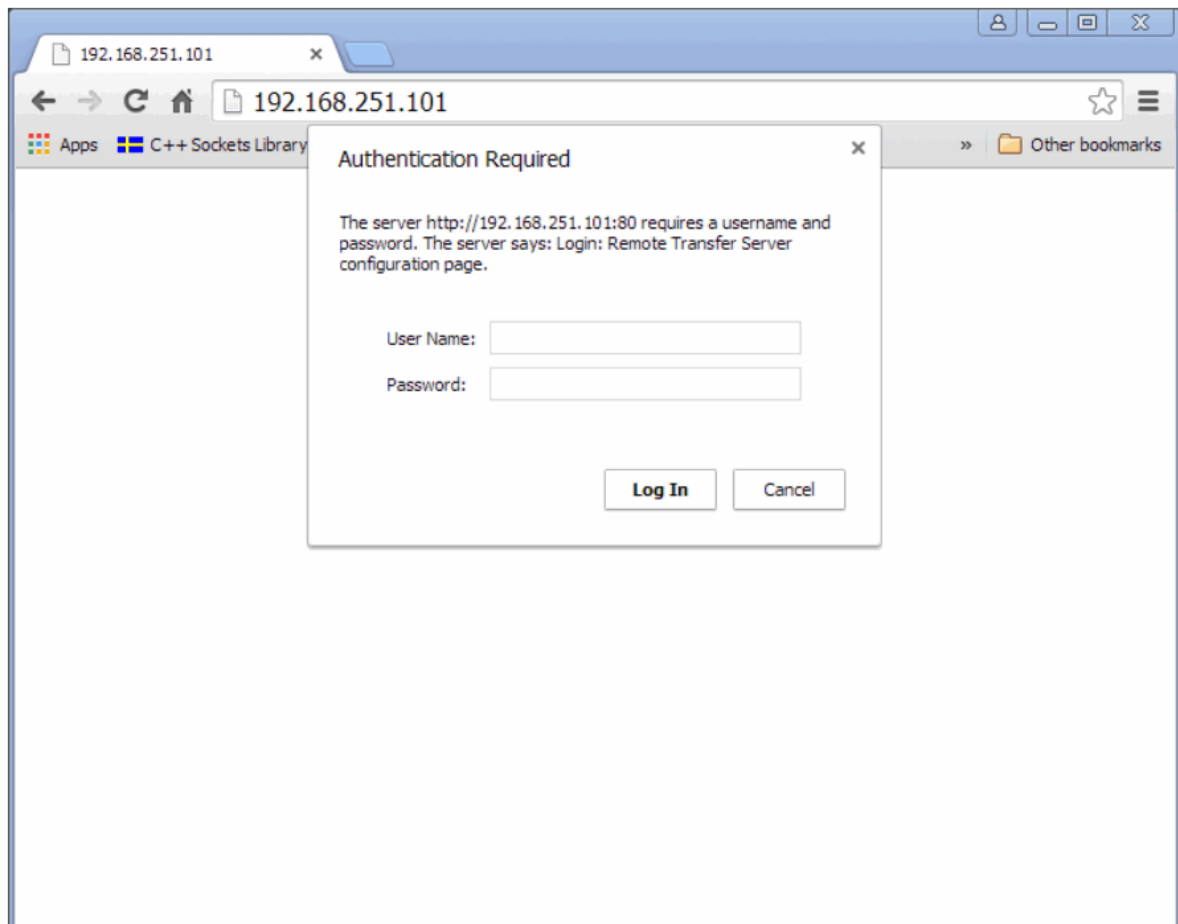 192.168.251.101
192.168.251.101
Apps C++ Sockets Library » Other bookmarks
Authentication Required
The server http://192.168.251.101:80 requires a username and
password. The server says: Login: Remote Transfer Server
configuration page.
User Name:
Password:
Log In Cancel